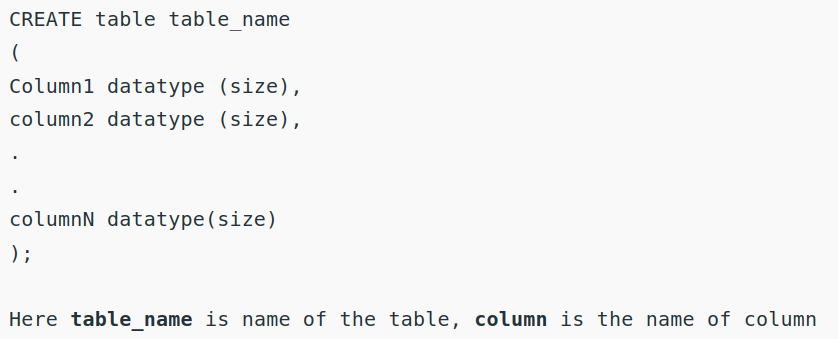 CREATE table table_name
(
Column1 datatype (size),
column2 datatype (size),
.
.
columnN datatype(size)
);
Here table_name is name of the table, column is the name of column